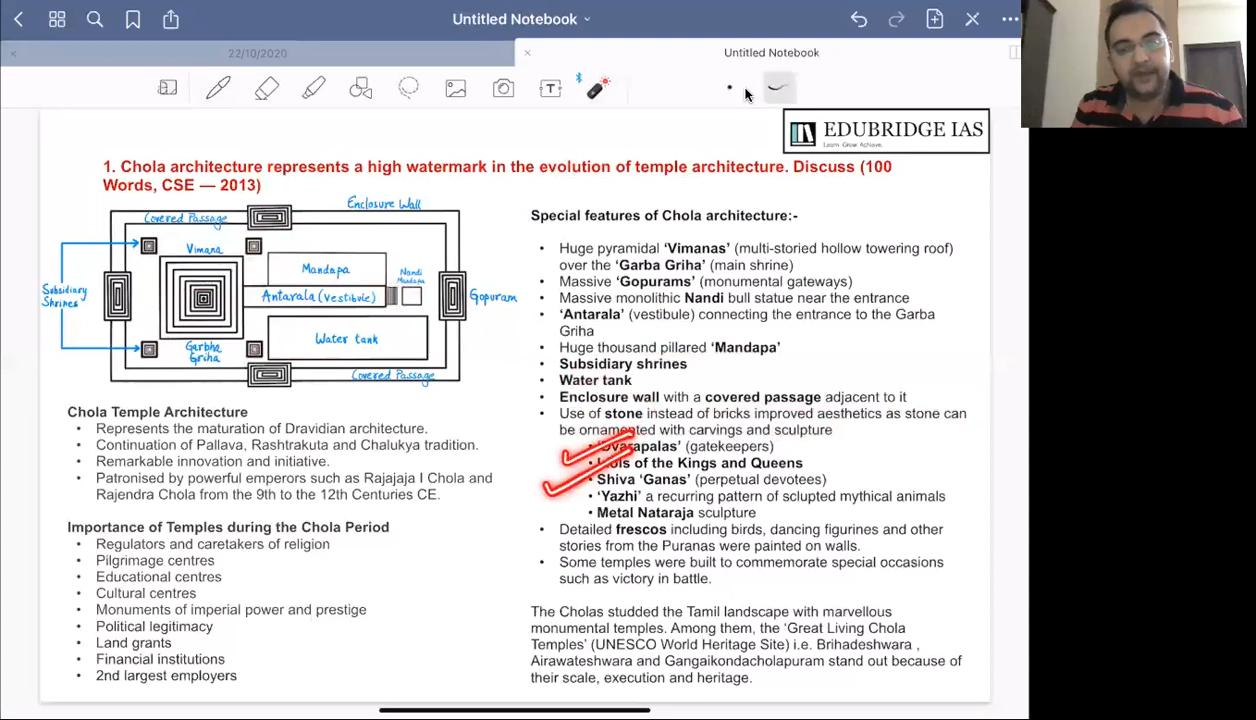 Untitled Notebook
22/10/2020
Untitled Notebook
T
EDUBRIDGE IAS
Learn. Grow. Achieve.
1. Chola architecture represents a high watermark in the evolution of temple architecture. Discuss (100
Words, CSE — 2013)
Enclosure Wall
Covered Passage
Vimana
Mandapa
Nandi
Mandapa
Subsidiary
Shrines
Antarala (Vestibule)
Gopuram
Water tank
Garbha
Griha
Covered Passage
Chola Temple Architecture
• Represents the maturation of Dravidian architecture.
• Continuation of Pallava, Rashtrakuta and Chalukya tradition.
• Remarkable innovation and initiative.
• Patronised by powerful emperors such as Rajajaja I Chola and
Rajendra Chola from the 9th to the 12th Centuries CE.
Importance of Temples during the Chola Period
• Regulators and caretakers of religion
• Pilgrimage centres
• Educational centres
• Cultural centres
• Monuments of imperial power and prestige
• Political legitimacy
• Land grants
• Financial institutions
• 2nd largest employers
Special features of Chola architecture:-
• Huge pyramidal ‘Vimanas’ (multi-storied hollow towering roof)
over the ‘Garba Griha’ (main shrine)
• Massive ‘Gopurams’ (monumental gateways)
• Massive monolithic Nandi bull statue near the entrance
• ‘Antarala’ (vestibule) connecting the entrance to the Garba
Griha
• Huge thousand pillared ‘Mandapa’
• Subsidiary shrines
• Water tank
• Enclosure wall with a covered passage adjacent to it
• Use of stone instead of bricks improved aesthetics as stone can
be ornamented with carvings and sculpture
• ‘Dvarapalas’ (gatekeepers)
• Idols of the Kings and Queens
• Shiva ‘Ganas’ (perpetual devotees)
• ‘Yazhi’ a recurring pattern of sclupted mythical animals
• Metal Nataraja sculpture
• Detailed frescos including birds, dancing figurines and other
stories from the Puranas were painted on walls.
• Some temples were built to commemorate special occasions
such as victory in battle.
The Cholas studded the Tamil landscape with marvellous
monumental temples. Among them, the ‘Great Living Chola
Temples’ (UNESCO World Heritage Site) i.e. Brihadeshwara ,
Airawateshwara and Gangaikondacholapuram stand out because of
their scale, execution and heritage.